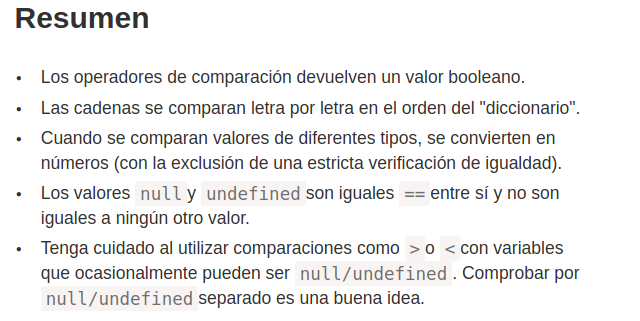 Resumen
• Los operadores de comparación devuelven un valor booleano.
• Las cadenas se comparan letra por letra en el orden del "diccionario".
• Cuando se comparan valores de diferentes tipos, se convierten en
números (con la exclusión de una estricta verificación de igualdad).
• Los valores null y undefined son iguales == entre sí y no son
iguales a ningún otro valor.
• Tenga cuidado al utilizar comparaciones como > o < con variables
que ocasionalmente pueden ser null/undefined . Comprobar por
null/undefined separado es una buena idea.